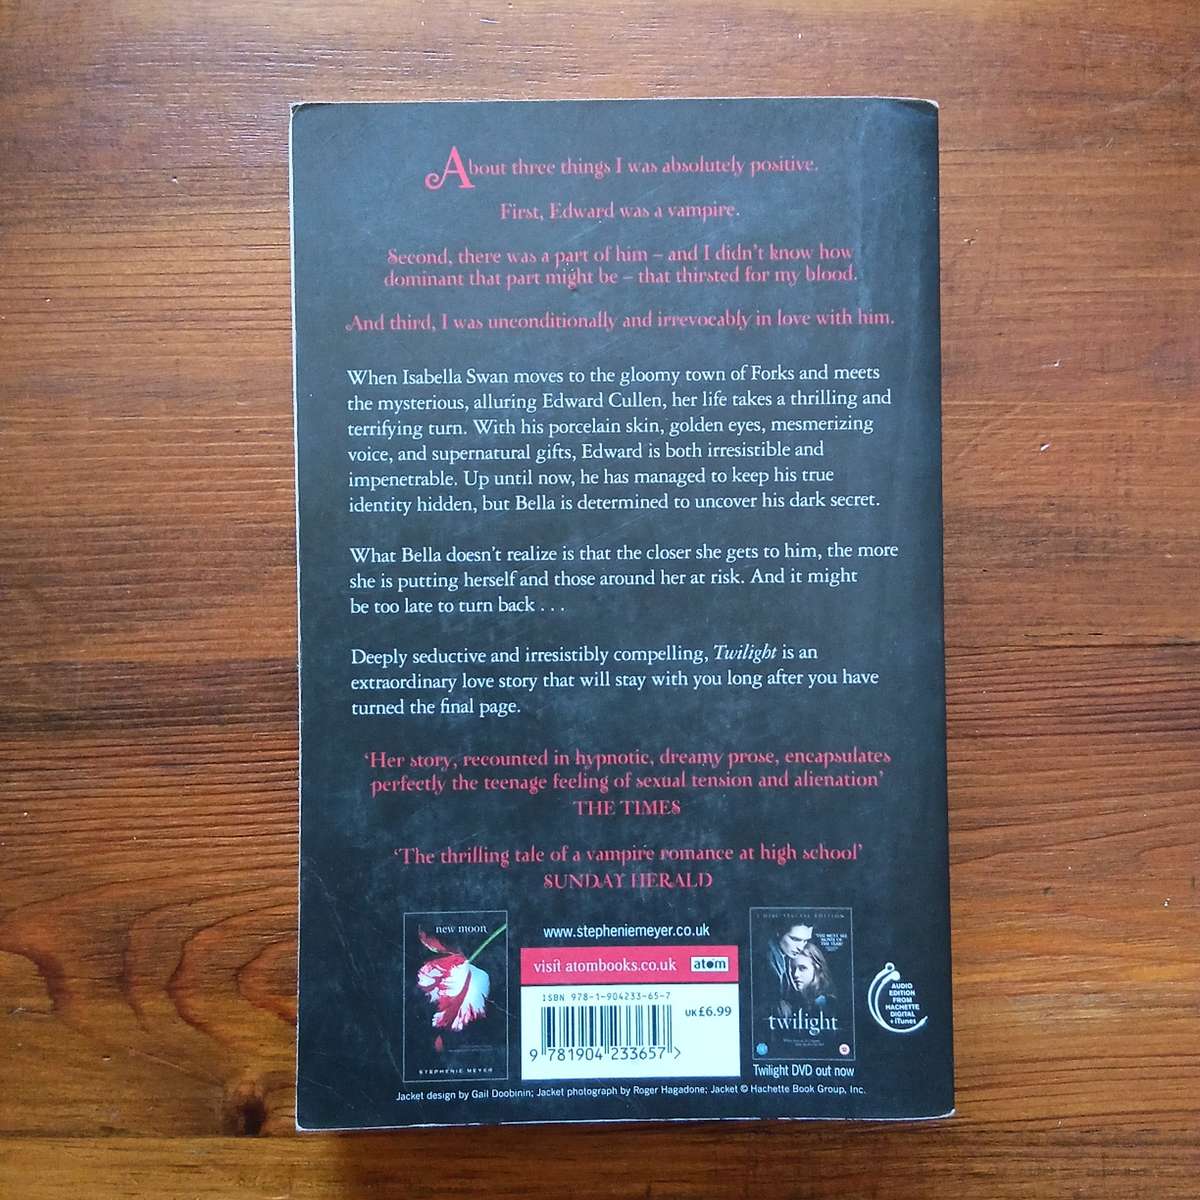 About three things I was absolutely positive.
First, Edward was a vampire.
Second, there was a part of him – and I didn't know how
dominant that part might be – that thirsted for my blood.
And third, I was unconditionally and irrevocably in love with him.
When Isabella Swan moves to the gloomy town of Forks and meets
the mysterious, alluring Edward Cullen, her life takes a thrilling and
terrifying turn. With his porcelain skin, golden eyes, mesmerizing
voice, and supernatural gifts, Edward is both irresistible and
impenetrable. Up until now, he has managed to keep his true
identity hidden, but Bella is determined to uncover his dark secret.
What Bella doesn't realize is that the closer she gets to him, the more
she is putting herself and those around her at risk. And it might
be too late to turn back . . .
Deeply seductive and irresistibly compelling, Twilight is an
extraordinary love story that will stay with you long after you have
turned the final page.
'Her story, recounted in hypnotic, dreamy prose, encapsulates
perfectly the teenage feeling of sexual tension and alienation'
THE TIMES
'The thrilling tale of a vampire romance at high school'
SUNDAY HERALD
new moon
STEPHENIE MEYER
www.stepheniemeyer.co.uk
visit atombooks.co.uk atom
ISBN 978-1-904233-65-7
UK£6.99
9 781904 233657 >
2 DISC SPECIAL EDITION
twilight
Twilight DVD out now
AUDIO
EDITION
FROM
HACHETTE
DIGITAL
+ iTunes
Jacket design by Gail Doobinin; Jacket photograph by Roger Hagadone; Jacket © Hachette Book Group, Inc.